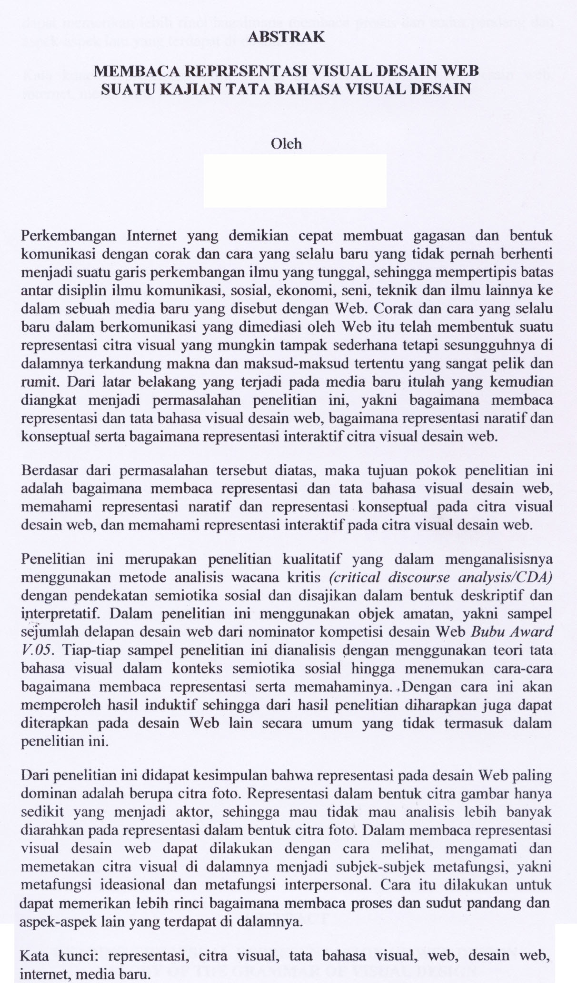 ABSTRAK
MEMBACA REPRESENTASI VISUAL DESAIN WEB
SUATU KAJIAN TATA BAHASA VISUAL DESAIN
Oleh
Perkembangan Internet yang demikian cepat membuat gagasan dan bentuk
komunikasi dengan corak dan cara yang selalu baru yang tidak pernah berhenti
menjadi suatu garis perkembangan ilmu yang tunggal, sehingga mempertipis batas
antar disiplin ilmu komunikasi, sosial, ekonomi, seni, teknik dan ilmu lainnya ke
dalam sebuah media baru yang disebut dengan Web. Corak dan cara yang selalu
baru dalam berkomunikasi yang dimediasi oleh Web itu telah membentuk suatu
representasi citra visual yang mungkin tampak sederhana tetapi sesungguhnya di
dalamnya terkandung makna dan maksud-maksud tertentu yang sangat pelik dan
rumit. Dari latar belakang yang terjadi pada media baru itulah yang kemudian
diangkat menjadi permasalahan penelitian ini, yakni bagaimana membaca
representasi dan tata bahasa visual desain web, bagaimana representasi naratif dan
konseptual serta bagaimana representasi interaktif citra visual desain web.
Berdasar dari permasalahan tersebut diatas, maka tujuan pokok penelitian ini
adalah bagaimana membaca representasi dan tata bahasa visual desain web,
memahami representasi naratif dan representasi konseptual pada citra visual
desain web, dan memahami representasi interaktif pada citra visual desain web.
Penelitian ini merupakan penelitian kualitatif yang dalam menganalisisnya
menggunakan metode analisis wacana kritis (critical discourse analysis/CDA)
dengan pendekatan semiotika sosial dan disajikan dalam bentuk deskriptif dan
interpretatif. Dalam penelitian ini menggunakan objek amatan, yakni sampel
sejumlah delapan desain web dari nominator kompetisi desain Web Bubu Award
V.05. Tiap-tiap sampel penelitian ini dianalisis dengan menggunakan teori tata
bahasa visual dalam konteks semiotika sosial hingga menemukan cara-cara
bagaimana membaca representasi serta memahaminya. Dengan cara ini akan
memperoleh hasil induktif sehingga dari hasil penelitian diharapkan juga dapat
diterapkan pada desain Web lain secara umum yang tidak termasuk dalam
penelitian ini.
Dari penelitian ini didapat kesimpulan bahwa representasi pada desain Web paling
dominan adalah berupa citra foto. Representasi dalam bentuk citra gambar hanya
sedikit yang menjadi aktor, sehingga mau tidak mau analisis lebih banyak
diarahkan pada representasi dalam bentuk citra foto. Dalam membaca representasi
visual desain web dapat dilakukan dengan cara melihat, mengamati dan
memetakan citra visual di dalamnya menjadi subjek-subjek metafungsi, yakni
metafungsi ideasional dan metafungsi interpersonal. Cara itu dilakukan untuk
dapat memerikan lebih rinci bagaimana membaca proses dan sudut pandang dan
aspek-aspek lain yang terdapat di dalamnya.
Kata kunci: representasi, citra visual, tata bahasa visual, web, desain web,
internet, media baru.